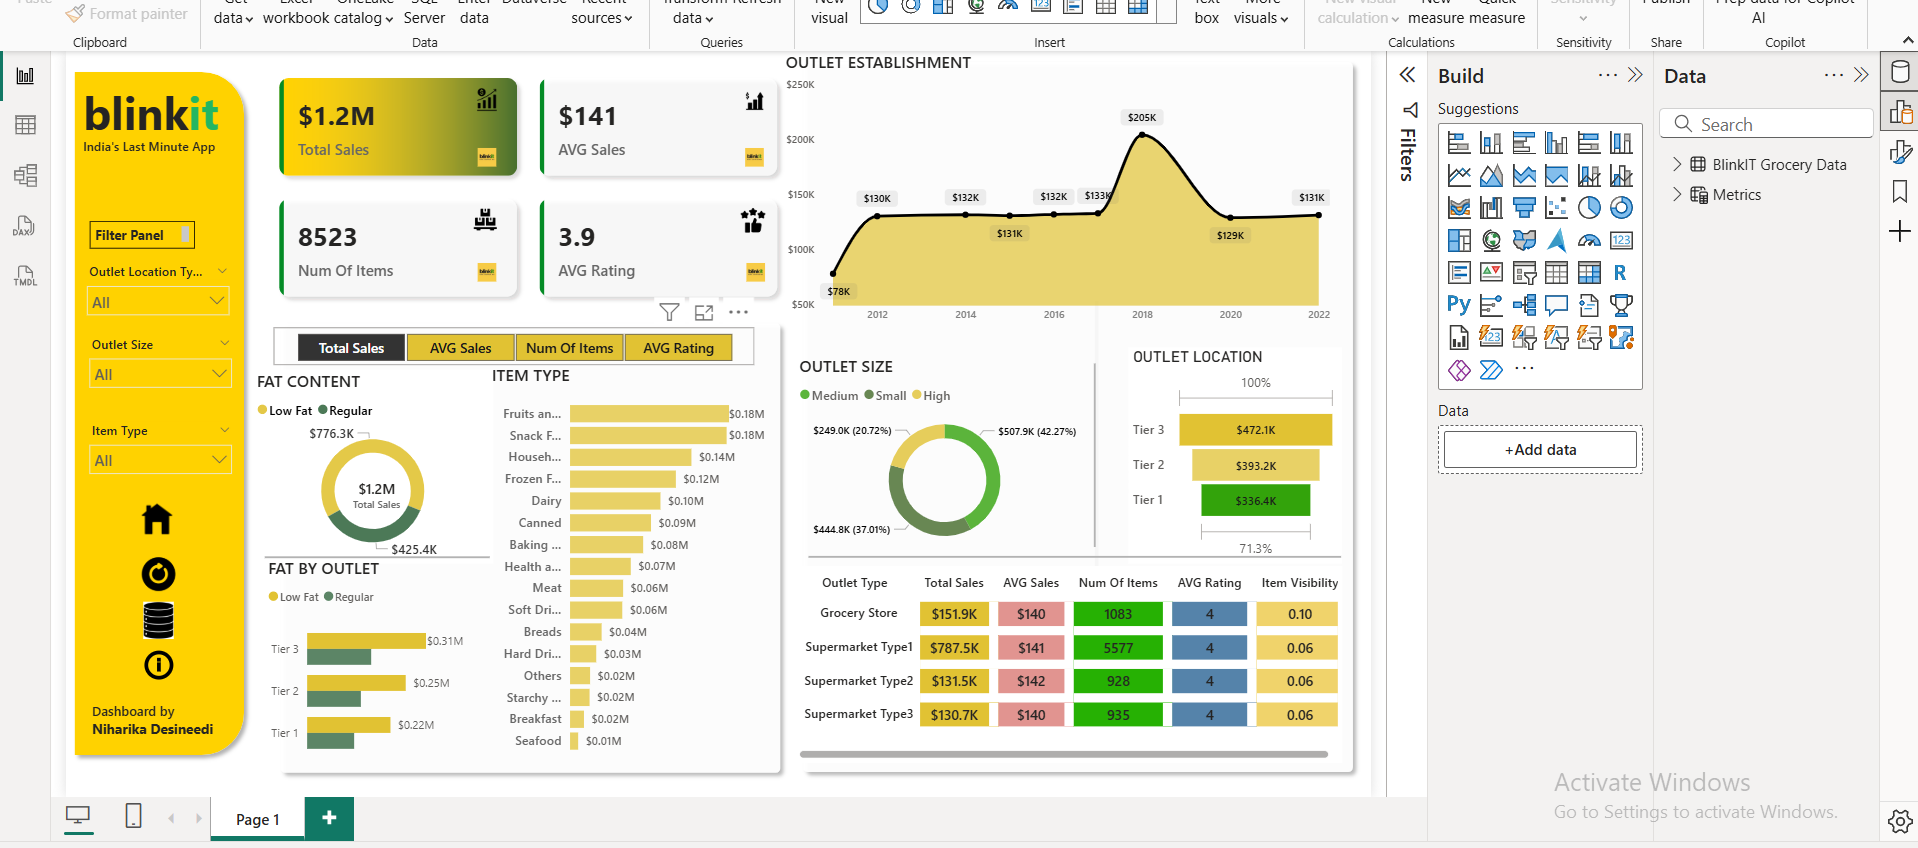 Format painter
data
workbook
catalog
Server
data
sources
data
visual
box
visuals
calculation
measure
measure
AI
Clipboard
Data
Queries
Insert
Calculations
Sensitivity
Share
Copilot
blinkit
India's Last Minute App
Filter Panel
Outlet Location Ty...
All
Outlet Size
All
Item Type
All
Dashboard by
Niharika Desineedi
$1.2M
Total Sales
$141
AVG Sales
8523
Num Of Items
3.9
AVG Rating
Total Sales
AVG Sales
Num Of Items
AVG Rating
FAT CONTENT
Low Fat
Regular
$776.3K
$1.2M
Total Sales
$425.4K
FAT BY OUTLET
Low Fat
Regular
Tier 3
$0.31M
Tier 2
$0.25M
Tier 1
$0.22M
ITEM TYPE
Fruits an...
$0.18M
Snack F...
$0.18M
Househ...
$0.14M
Frozen F...
$0.12M
Dairy
$0.10M
Canned
$0.09M
Baking ...
$0.08M
Health a...
$0.07M
Meat
$0.06M
Soft Dri...
$0.06M
Breads
$0.04M
Hard Dri...
$0.03M
Others
$0.02M
Starchy ...
$0.02M
Breakfast
$0.02M
Seafood
$0.01M
OUTLET ESTABLISHMENT
$250K
$200K
$150K
$100K
$50K
$78K
$130K
$132K
$131K
$132K
$133K
$205K
$129K
$131K
2012
2014
2016
2018
2020
2022
OUTLET SIZE
Medium
Small
High
$249.0K (20.72%)
$507.9K (42.27%)
$444.8K (37.01%)
OUTLET LOCATION
100%
Tier 3
$472.1K
Tier 2
$393.2K
Tier 1
$336.4K
71.3%
Outlet Type Total Sales AVG Sales Num Of Items AVG Rating Item Visibility
Grocery Store $151.9K $140 1083 4 0.10
Supermarket Type1 $787.5K $141 5577 4 0.06
Supermarket Type2 $131.5K $142 928 4 0.06
Supermarket Type3 $130.7K $140 935 4 0.06
Filters
Build
Suggestions
Data
+Add data
Data
Search
BlinkIT Grocery Data
Metrics
Activate Windows
Go to Settings to activate Windows.
DAX
TMDL
Page 1